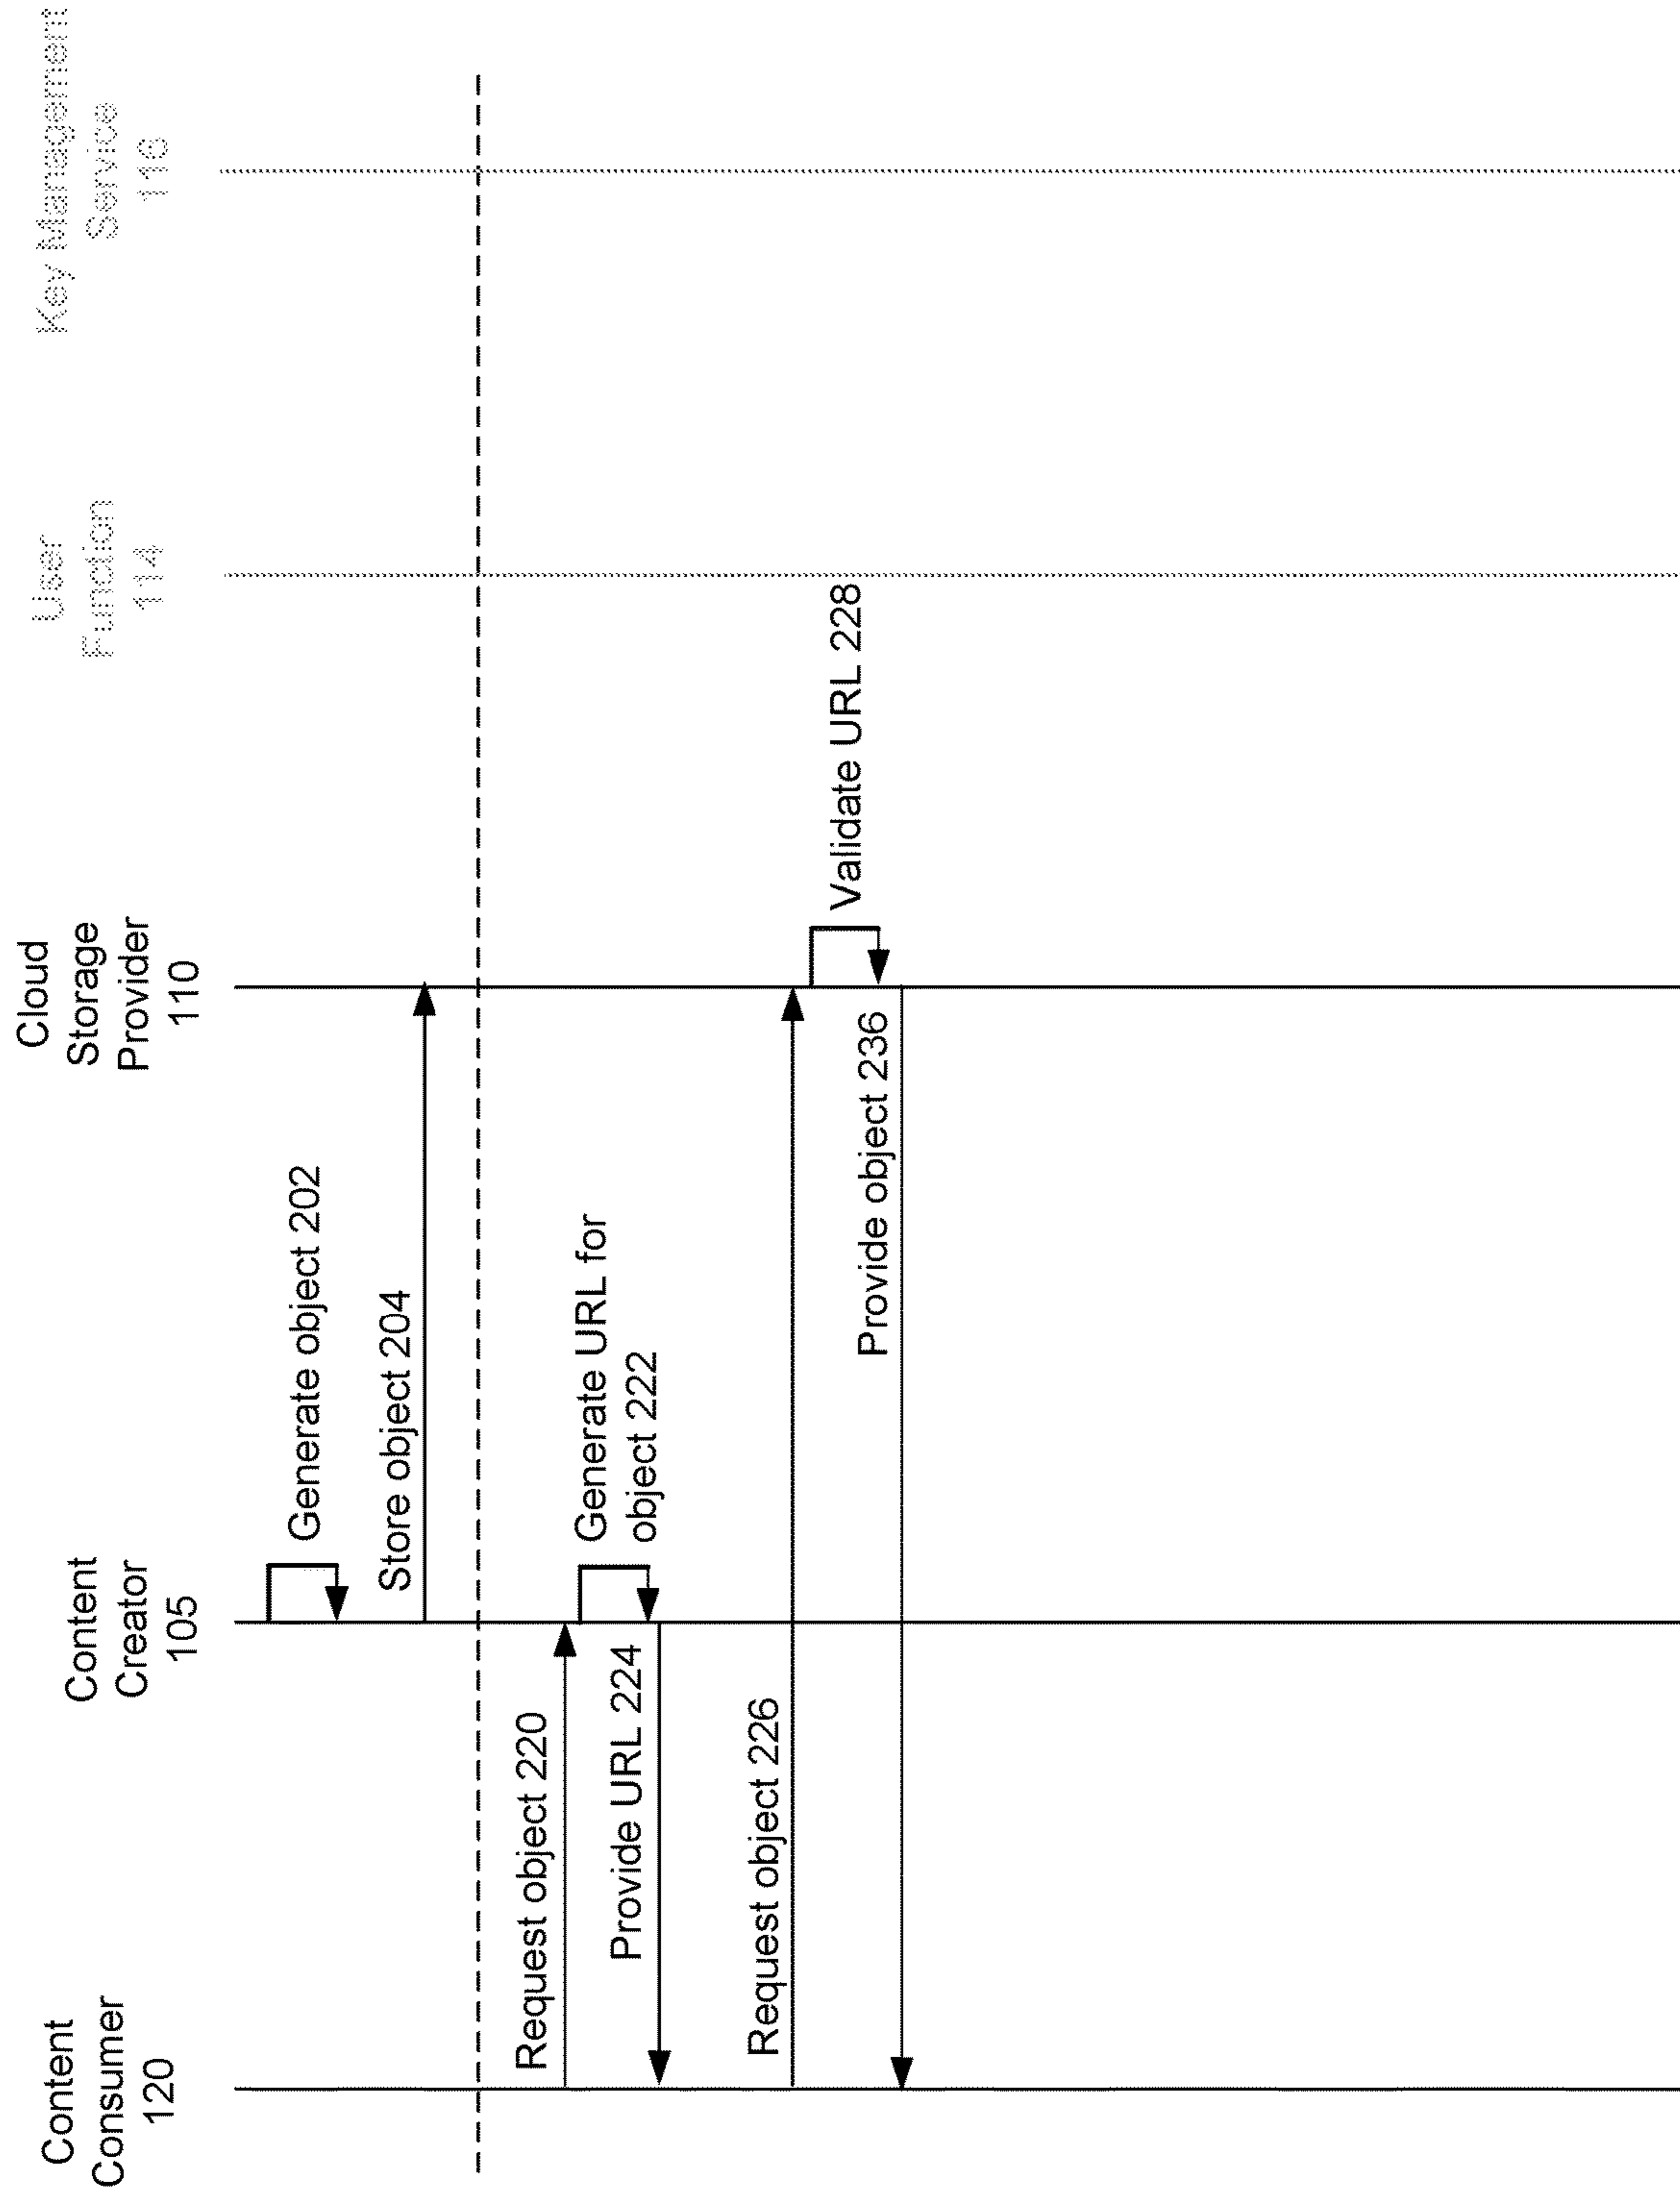 Content
Consumer
120
Content
Creator
105
Cloud
Storage
Provider
110
User
Function
114
Key Management
Service
116
Generate object 202
Store object 204
Request object 220
Generate URL for
object 222
Provide URL 224
Request object 226
Validate URL 228
Provide object 236